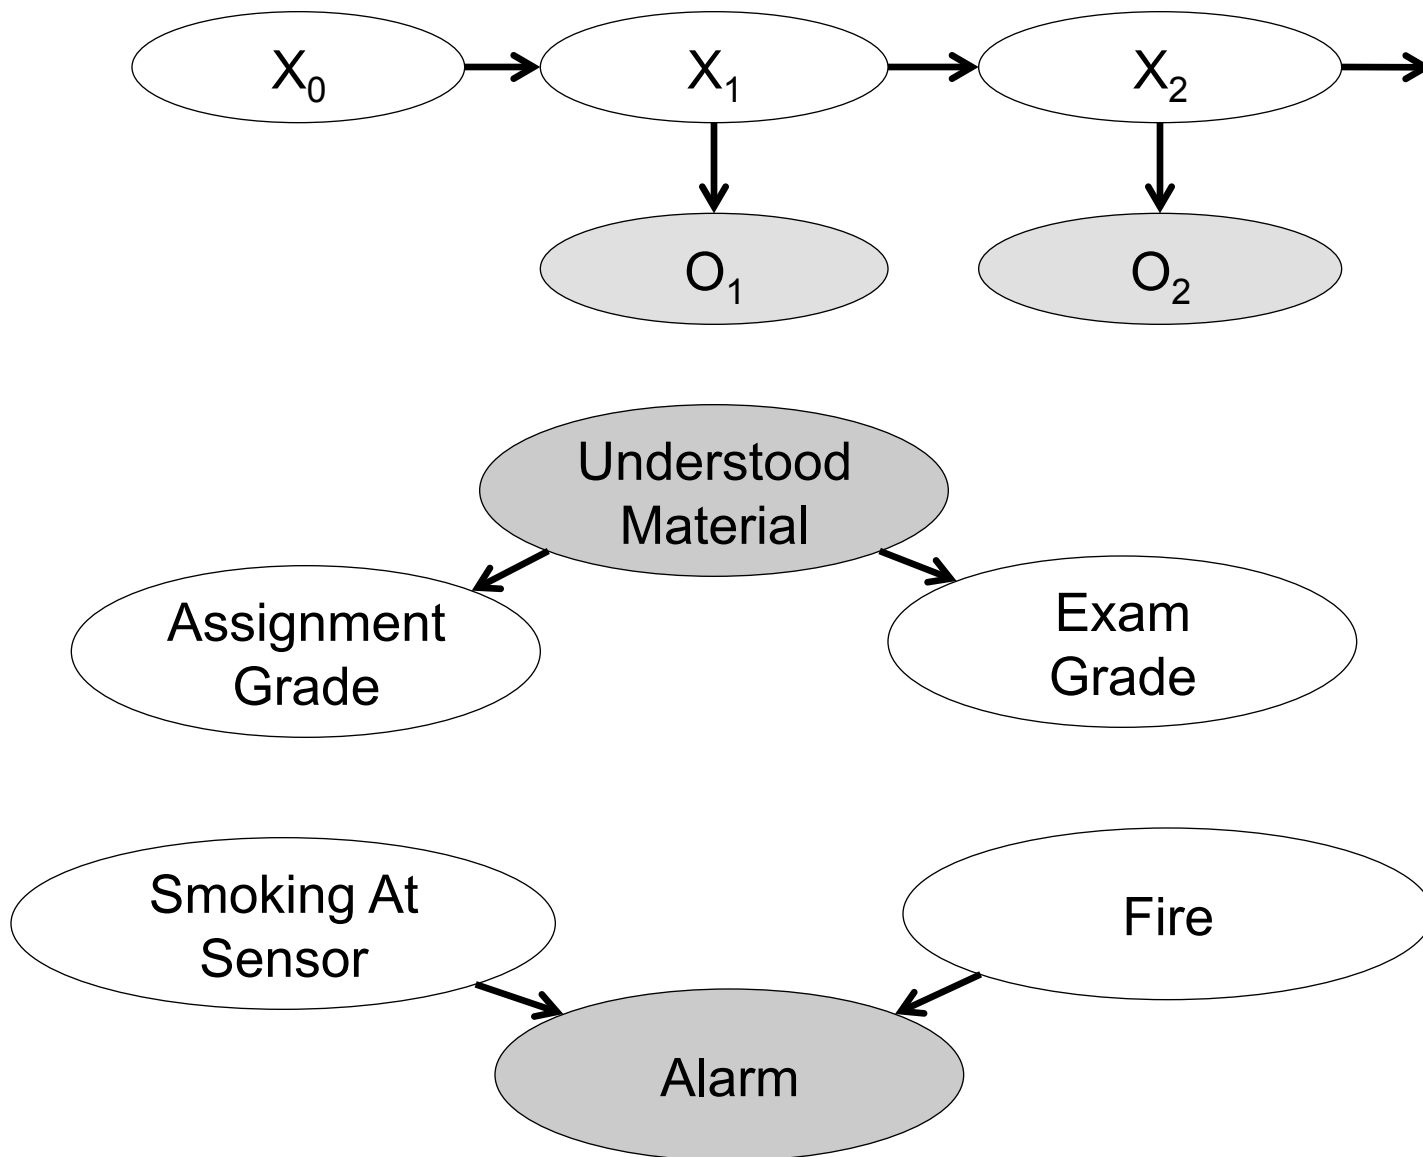 X0
X1
X2
O1
O2
Understood
Material
Assignment
Grade
Exam
Grade
Smoking At
Sensor
Fire
Alarm